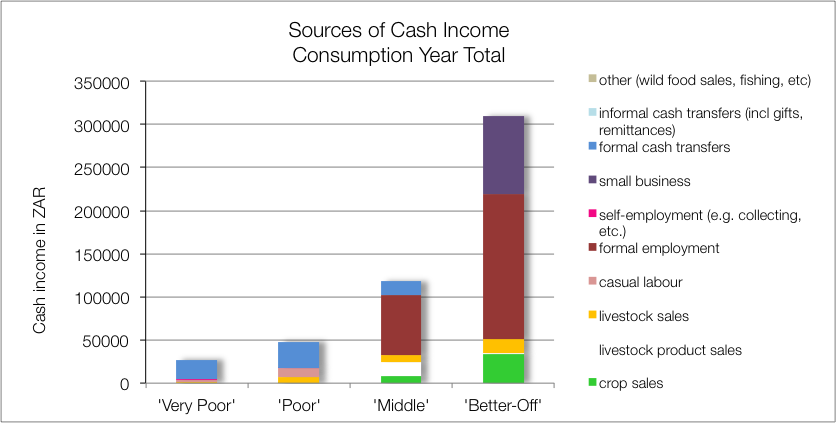 Sources of Cash Income
Consumption Year Total
350000
300000
250000
200000
150000
100000
50000
0
Cash income in ZAR
'Very Poor'
'Poor'
'Middle'
'Better-Off'
other (wild food sales, fishing, etc)
informal cash transfers (incl gifts,
remittances)
formal cash transfers
small business
self-employment (e.g. collecting,
etc.)
formal employment
casual labour
livestock sales
livestock product sales
crop sales